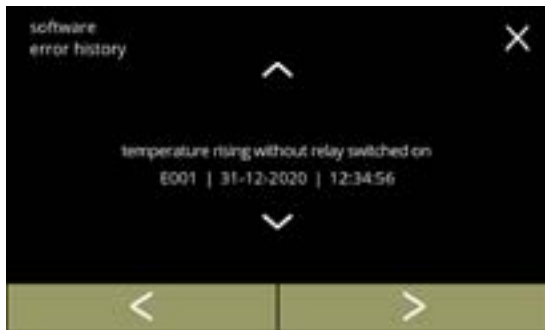 software
error history
temperature rising without relay switched on
E001 | 31-12-2020 | 12:34:56